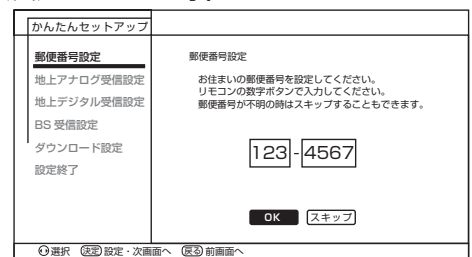 かんたんセットアップ
郵便番号設定
地上アナログ受信設定
地上デジタル受信設定
BS 受信設定
ダウンロード設定
設定終了
郵便番号設定
お住まいの郵便番号を設定してください。
リモコンの数字ボタンで入力してください。
郵便番号が不明の時はスキップすることもできます。
123-4567
OK スキップ
選択 決定 設定・次画面へ 戻る 前画面へ